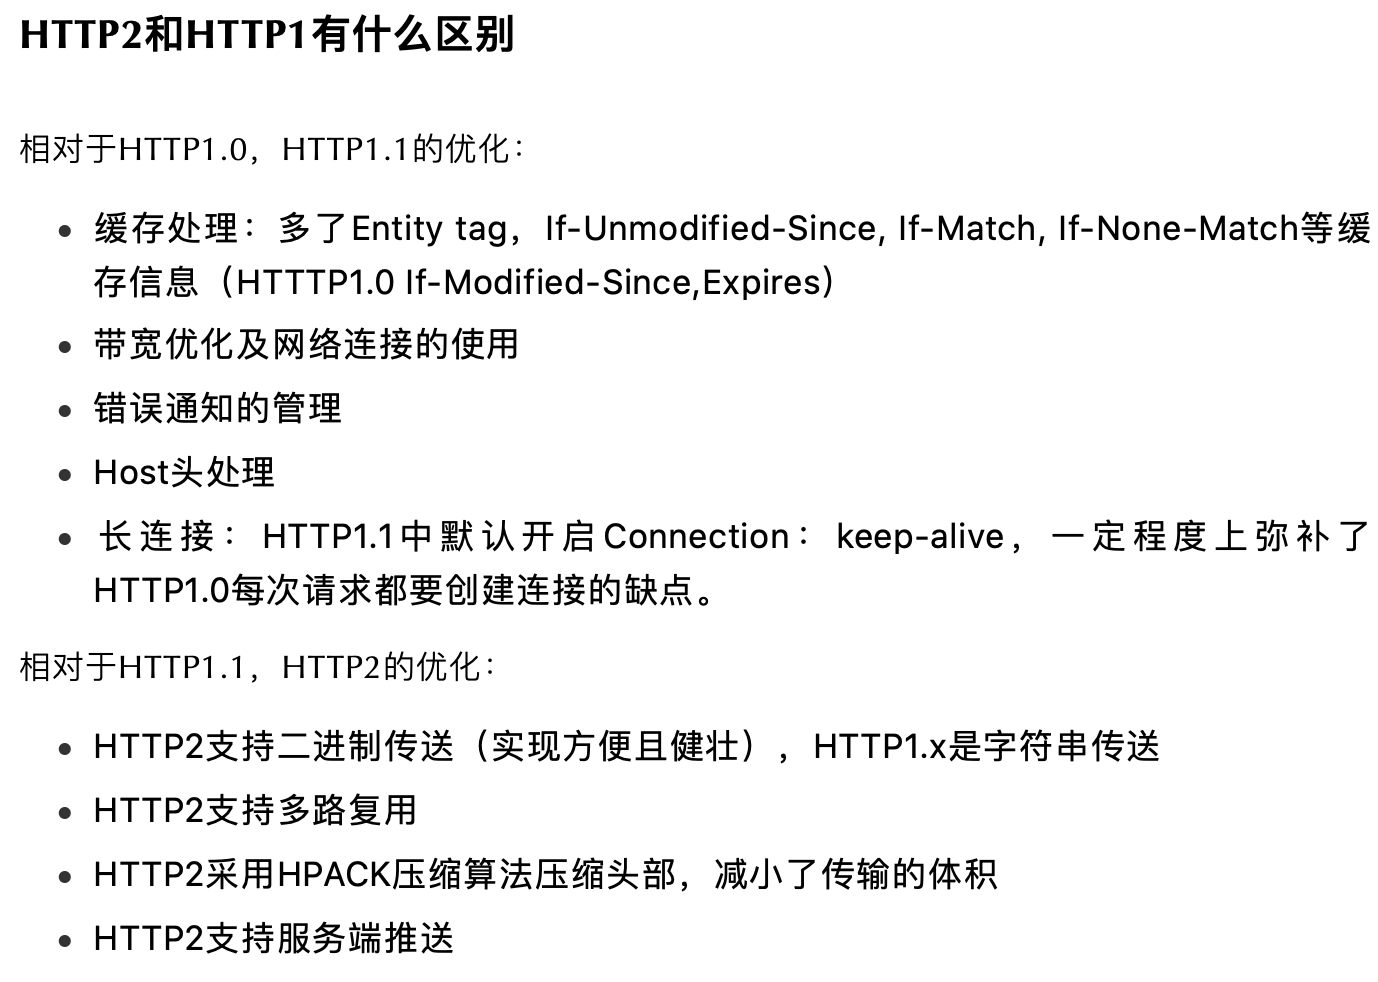 HTTP2和HTTP1有什么区别
相对于HTTP1.0，HTTP1.1的优化：
• 缓存处理：多了Entity tag，If-Unmodified-Since, If-Match, If-None-Match等缓
存信息（HTTTP1.0 If-Modified-Since,Expires）
• 带宽优化及网络连接的使用
• 错误通知的管理
• Host头处理
• 长连接：HTTP1.1中默认开启Connection：keep-alive，一定程度上弥补了
HTTP1.0每次请求都要创建连接的缺点。
相对于HTTP1.1，HTTP2的优化：
• HTTP2支持二进制传送（实现方便且健壮），HTTP1.x是字符串传送
• HTTP2支持多路复用
• HTTP2采用HPACK压缩算法压缩头部，减小了传输的体积
• HTTP2支持服务端推送